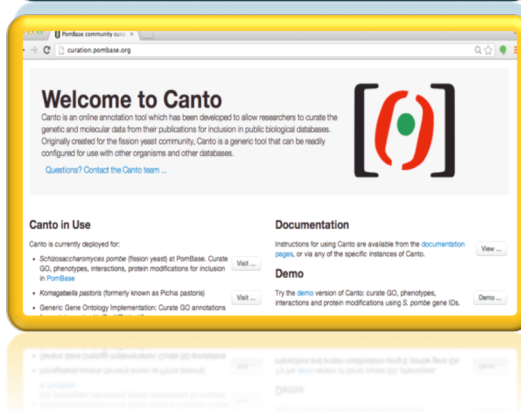 PomBase community cura
curation.pombase.org
Welcome to Canto
Canto is an online annotation tool which has been developed to allow researchers to curate the
genetic and molecular data from their publications for inclusion in public biological databases.
Originally created for the fission yeast community, Canto is a generic tool that can be readily
configured for use with other organisms and other databases.
Questions? Contact the Canto team ...
Canto in Use
Canto is currently deployed for:
• Schizosaccharomyces pombe (fission yeast) at PomBase. Curate
GO, phenotypes, interactions, protein modifications for inclusion
in PomBase
Visit ...
• Komagataella pastoris (formerly known as Pichia pastoris)
Visit ...
• Generic Gene Ontology Implementation: Curate GO annotations
Documentation
Instructions for using Canto are available from the documentation
pages, or via any of the specific instances of Canto.
View ...
Demo
Try the demo version of Canto: curate GO, phenotypes,
interactions and protein modifications using S. pombe gene IDs.
Demo ...